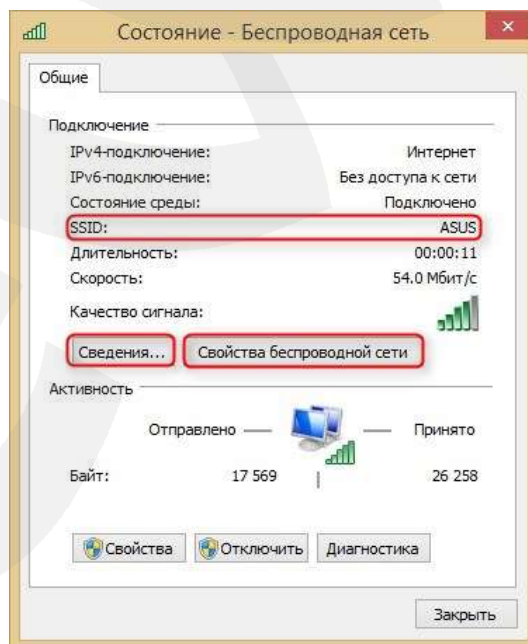 Состояние - Беспроводная сеть
Общие
Подключение
IPv4-подключение: Интернет
IPv6-подключение: Без доступа к сети
Состояние среды: Подключено
SSID: ASUS
Длительность: 00:00:11
Скорость: 54.0 Мбит/с
Качество сигнала:
Сведения... Свойства беспроводной сети
Активность
Отправлено — — Принято
Байт: 17 569 | 26 258
Свойства Отключить Диагностика
Закрыть